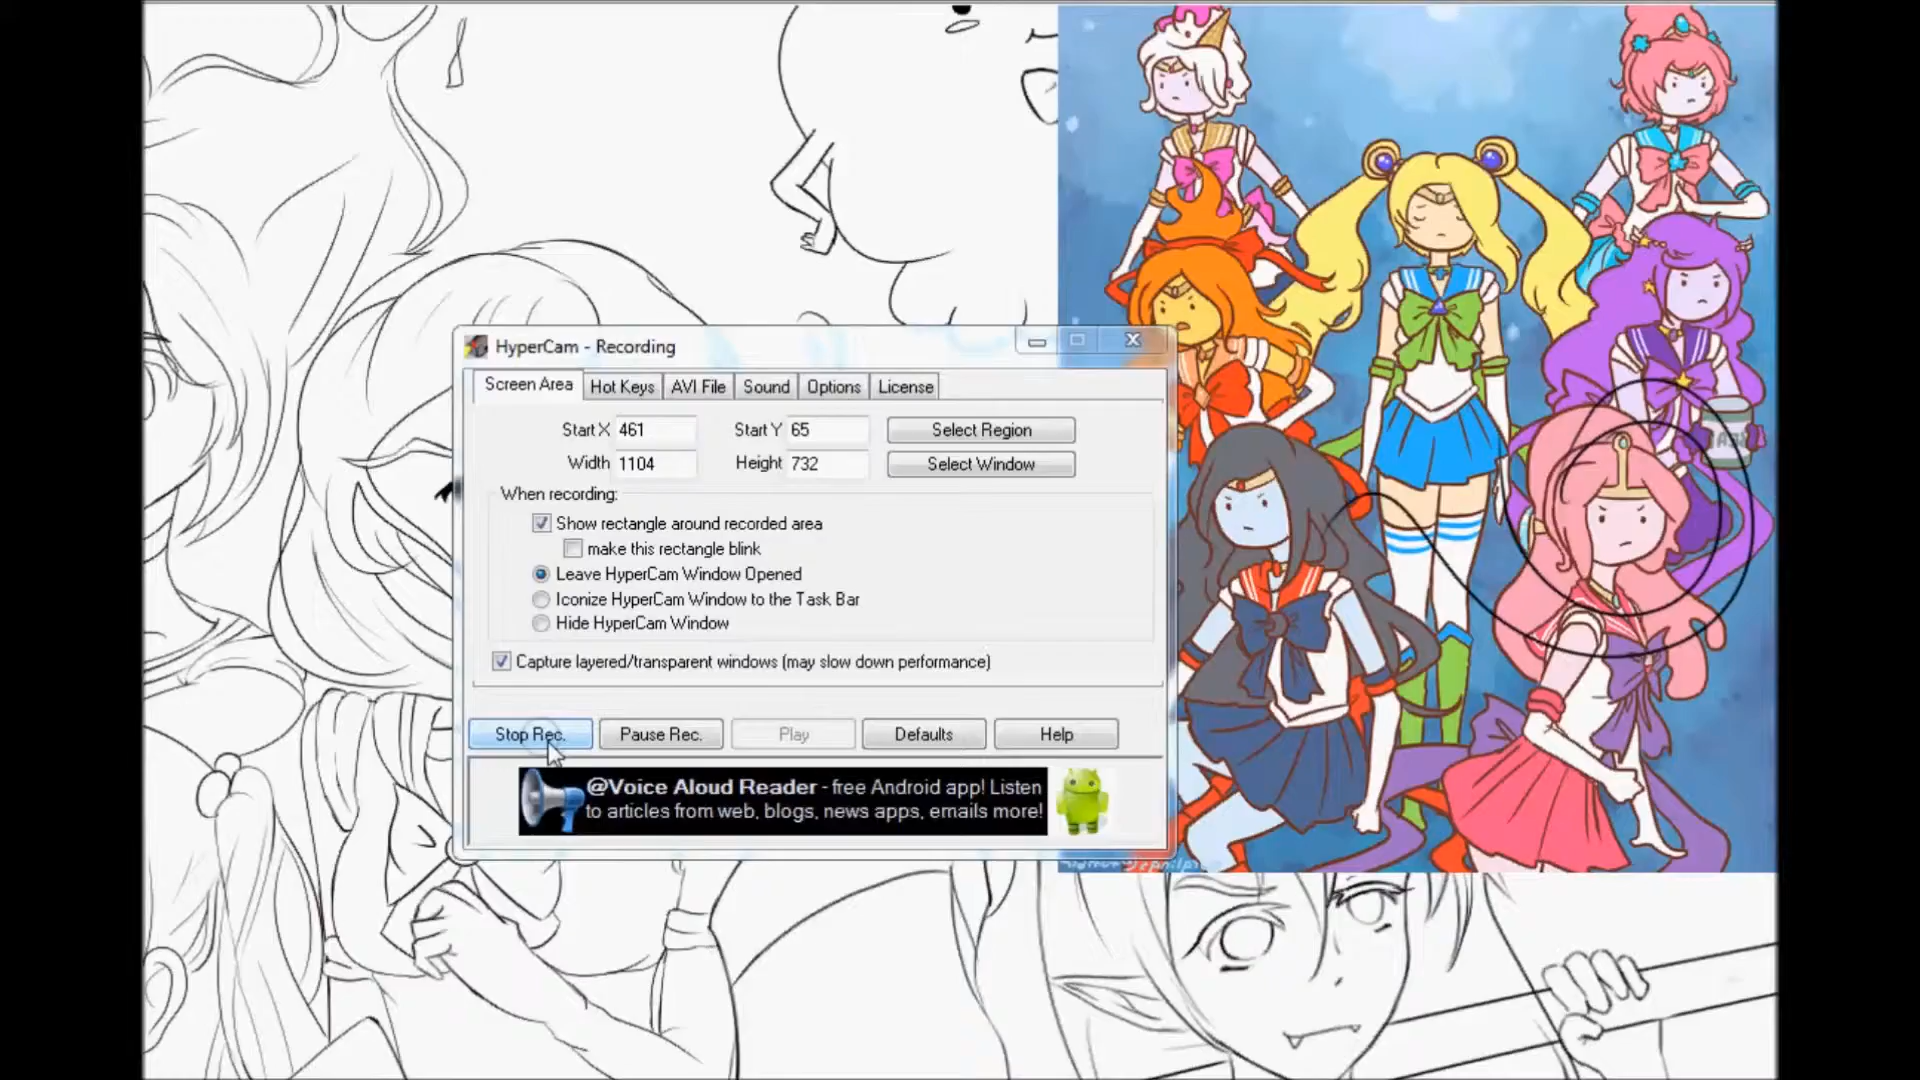 HyperCam - Recording
Screen Area Hot Keys AVI File Sound Options License
Start X 461 Start Y 65 Select Region
Width 1104 Height 732 Select Window
When recording:
Show rectangle around recorded area
make this rectangle blink
Leave HyperCam Window Opened
Iconize HyperCam Window to the Task Bar
Hide HyperCam Window
Capture layered/transparent windows (may slow down performance)
Stop Rec. Pause Rec. Play Defaults Help
@Voice Aloud Reader - free Android app! Listen
to articles from web, blogs, news apps, emails more!